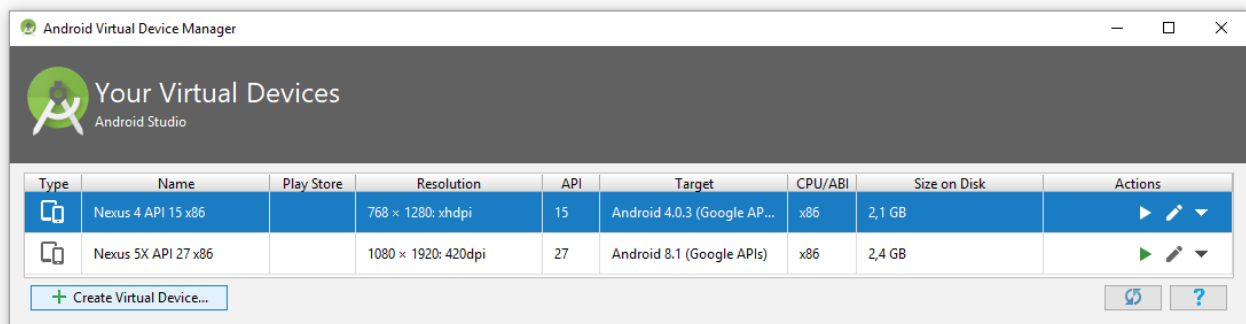 Android Virtual Device Manager
Your Virtual Devices
Android Studio
Type Name Play Store Resolution API Target CPU/ABI Size on Disk Actions
Nexus 4 API 15 x86 768 × 1280: xhdpi 15 Android 4.0.3 (Google AP... x86 2,1 GB
Nexus 5X API 27 x86 1080 × 1920: 420dpi 27 Android 8.1 (Google APIs) x86 2,4 GB
+ Create Virtual Device... ?